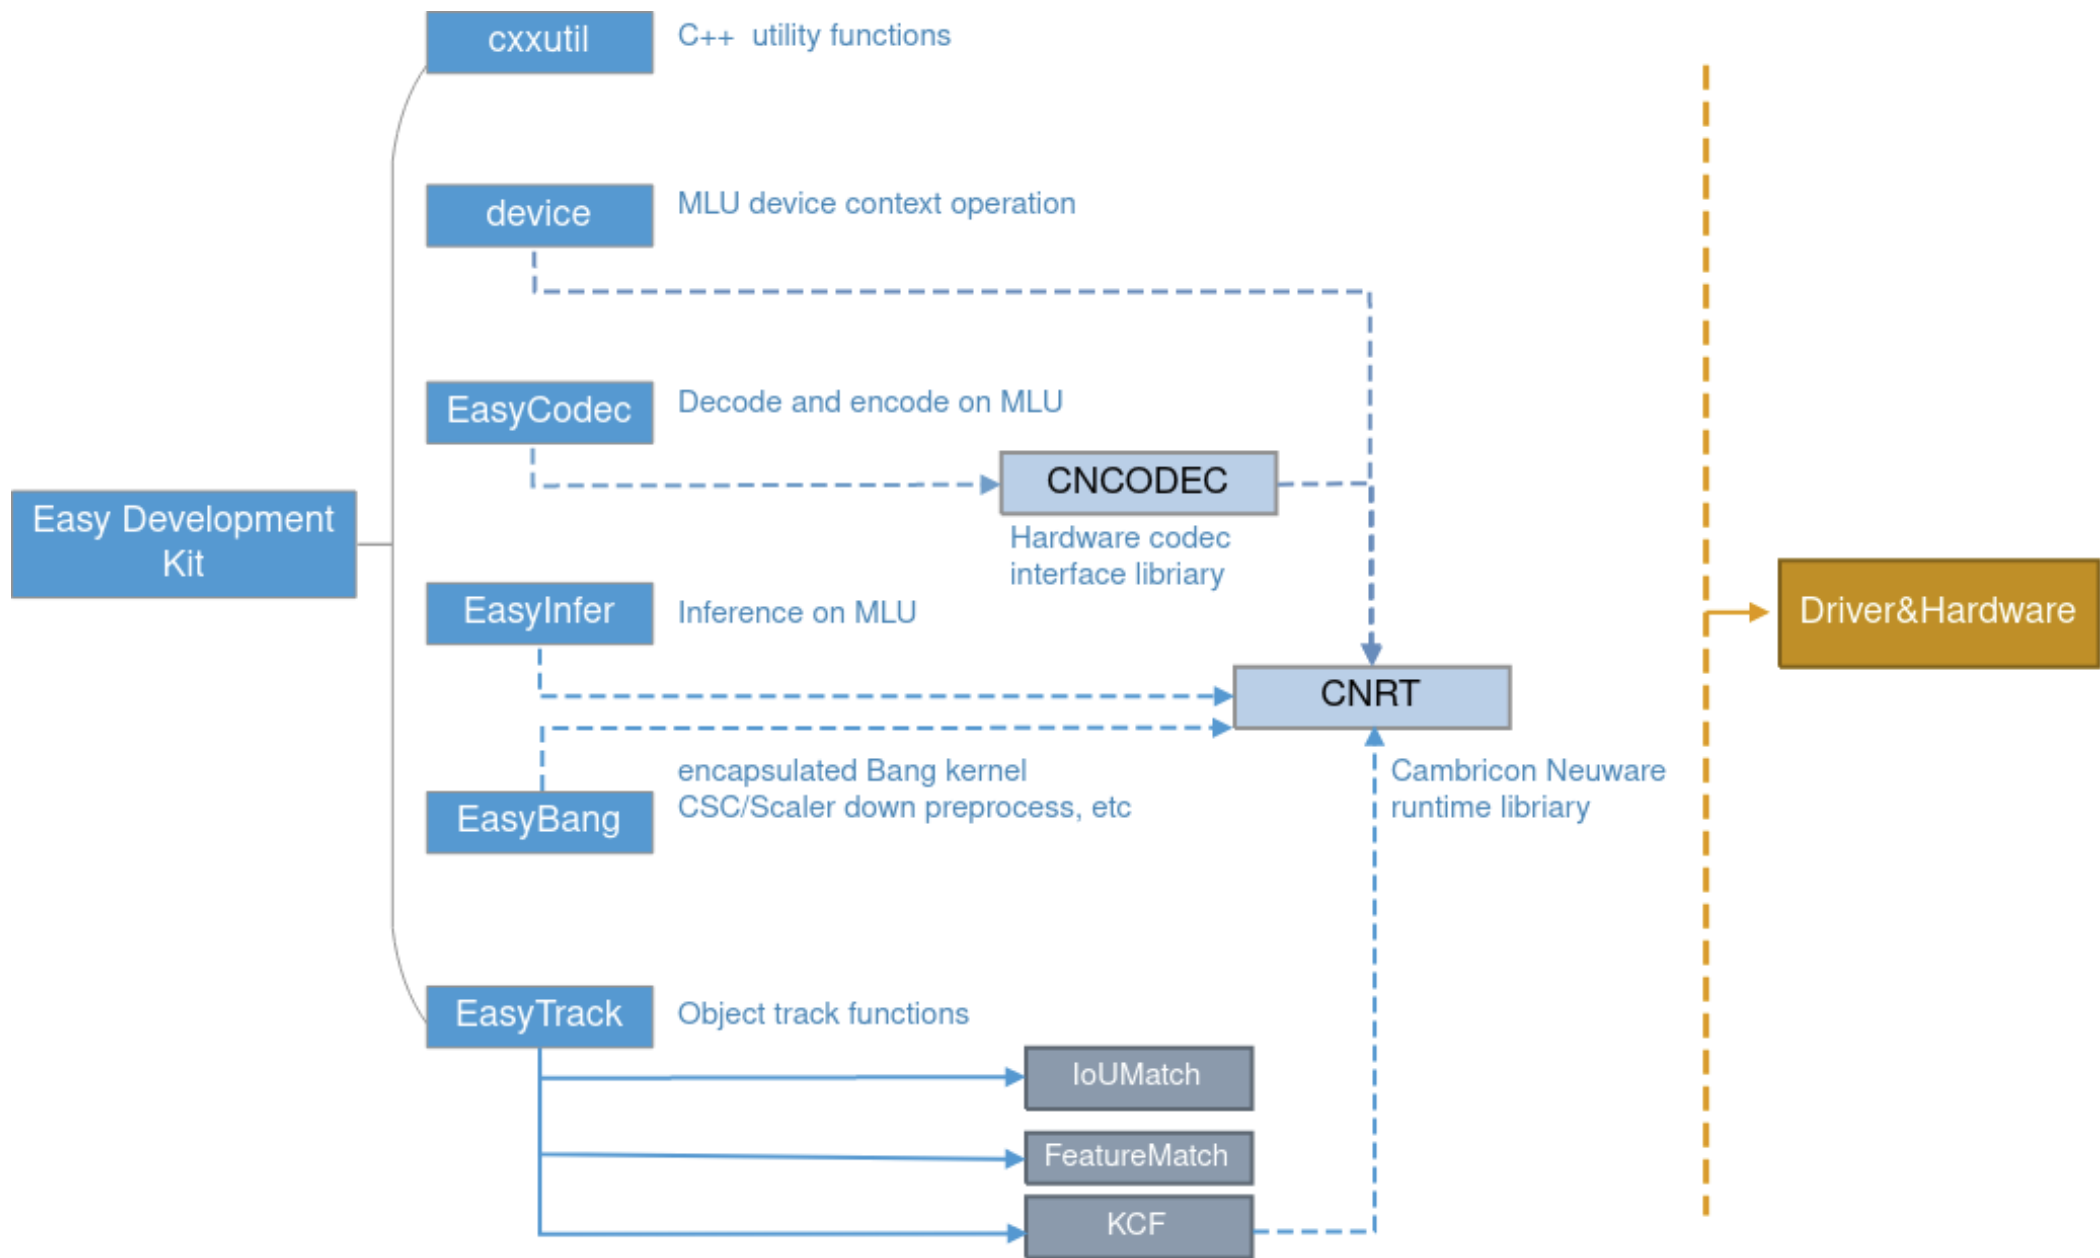 cxxutil
C++ utility functions
device
MLU device context operation
EasyCodec
Decode and encode on MLU
CNCODEC
Hardware codec
interface libriary
Easy Development
Kit
EasyInfer
Inference on MLU
Driver&Hardware
CNRT
Cambricon Neuware
runtime libriary
encapsulated Bang kernel
CSC/Scaler down preprocess, etc
EasyBang
EasyTrack
Object track functions
IoUMatch
FeatureMatch
KCF